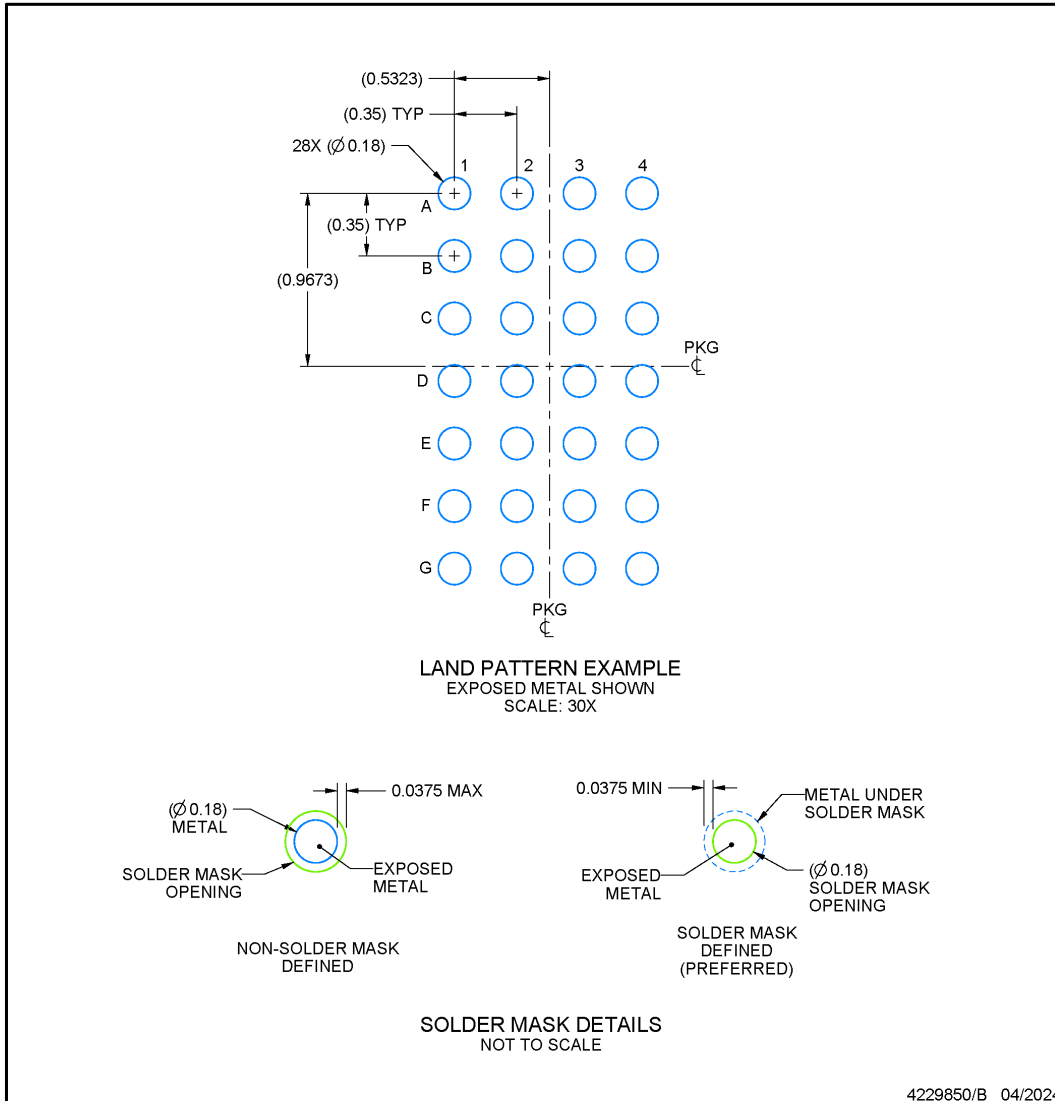 (0.5323)
(0.35) TYP
28X (Ø 0.18)
1 2 3 4
A
(0.35) TYP
B
(0.9673)
C
PKG
℄
D
E
F
G
PKG
℄
LAND PATTERN EXAMPLE
EXPOSED METAL SHOWN
SCALE: 30X
(Ø 0.18)
METAL
0.0375 MAX
SOLDER MASK
OPENING
EXPOSED
METAL
NON-SOLDER MASK
DEFINED
0.0375 MIN
METAL UNDER
SOLDER MASK
EXPOSED
METAL
(Ø 0.18)
SOLDER MASK
OPENING
SOLDER MASK
DEFINED
(PREFERRED)
SOLDER MASK DETAILS
NOT TO SCALE
4229850/B 04/2024